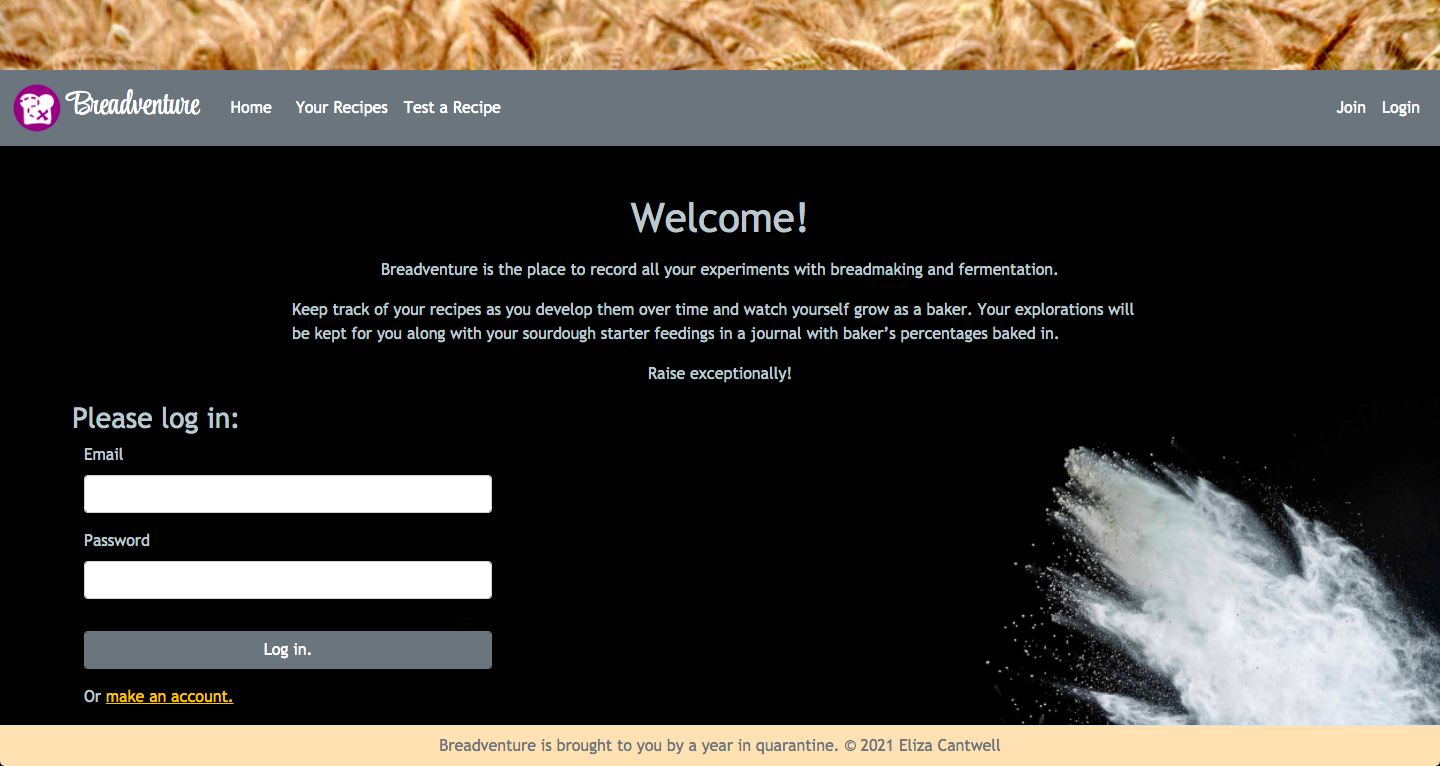 Breadventure
Home Your Recipes Test a Recipe
Join Login
Welcome!
Breadventure is the place to record all your experiments with breadmaking and fermentation.
Keep track of your recipes as you develop them over time and watch yourself grow as a baker. Your explorations will
be kept for you along with your sourdough starter feedings in a journal with baker’s percentages baked in.
Raise exceptionally!
Please log in:
Email
Password
Log in.
Or make an account.
Breadventure is brought to you by a year in quarantine. © 2021 Eliza Cantwell